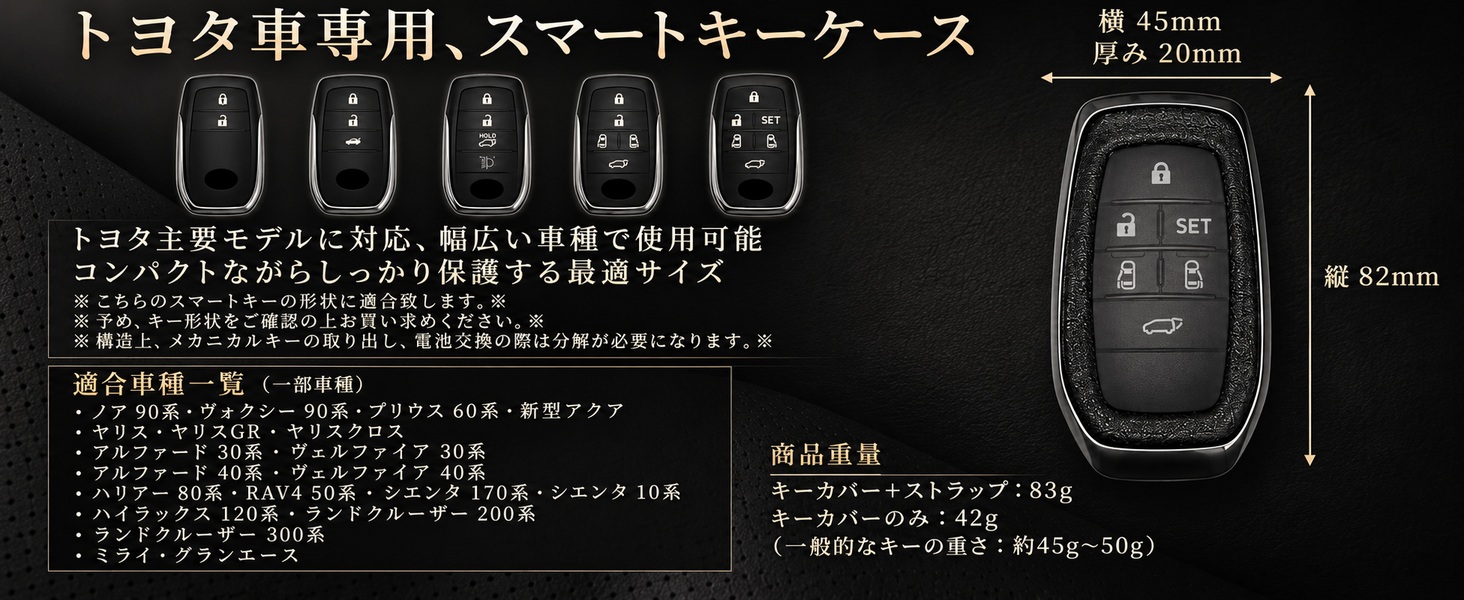 トヨタ車専用、スマートキーケース
横 45mm
厚み 20mm
HOLD
SET
トヨタ主要モデルに対応、幅広い車種で使用可能
コンパクトながらしっかり保護する最適サイズ
※こちらのスマートキーの形状に適合致します。※
※予め、キー形状をご確認の上お買い求めください。※
※構造上、メカニカルキーの取り出し、電池交換の際は分解が必要になります。※
SET
縦 82mm
適合車種一覧（一部車種）
・ノア 90系・ヴォクシー 90系・プリウス 60系・新型アクア
・ヤリス・ヤリスGR・ヤリスクロス
・アルファード 30系・ヴェルファイア 30系
・アルファード 40系・ヴェルファイア 40系
・ハリアー 80系・RAV4 50系・シエンタ 170系・シエンタ 10系
・ハイラックス 120系・ランドクルーザー 200系
・ランドクルーザー 300系
・ミライ・グランエース
商品重量
キーカバー＋ストラップ：83g
キーカバーのみ：42g
（一般的なキーの重さ：約45g〜50g）